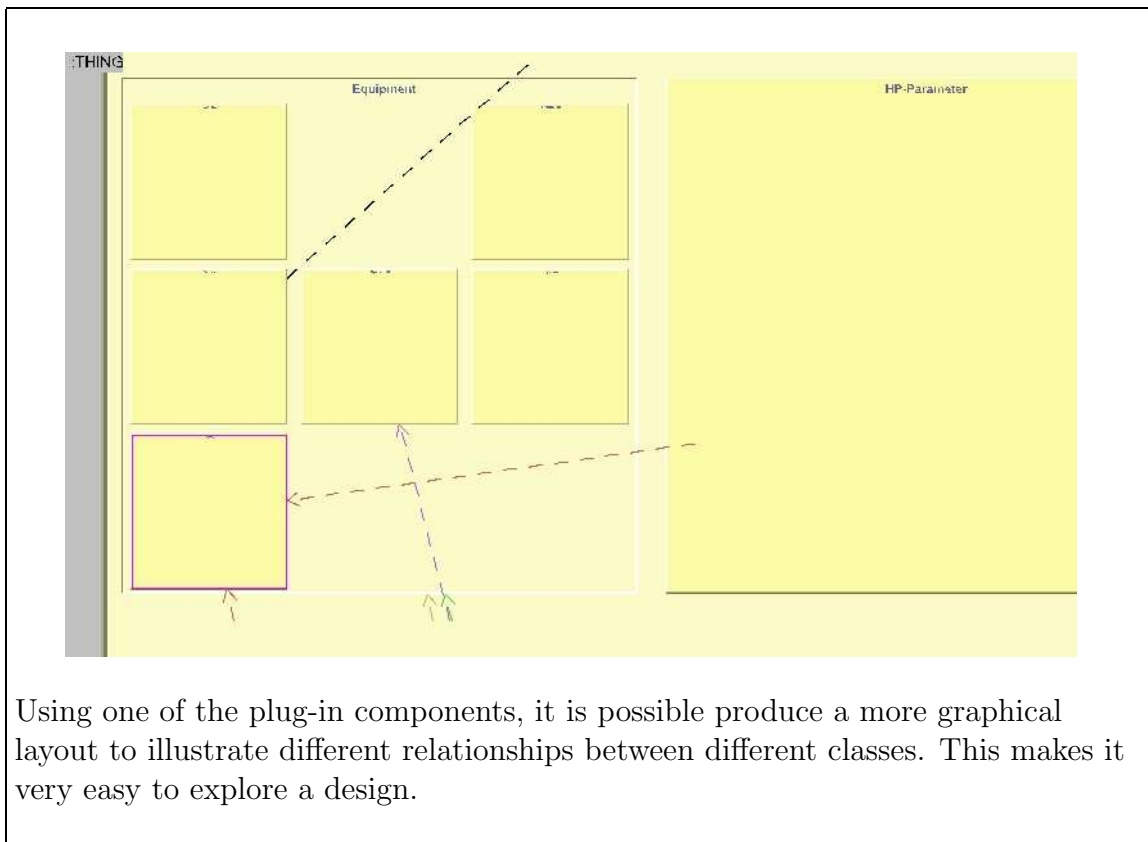 :THING
Equipment
HP-Parameter
Using one of the plug-in components, it is possible produce a more graphical
layout to illustrate different relationships between different classes. This makes it
very easy to explore a design.